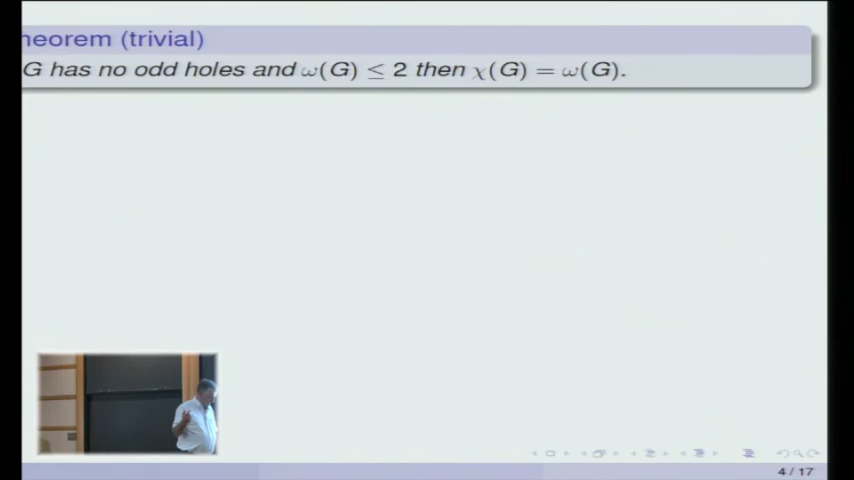 heorem (trivial)
G has no odd holes and ω(G) ≤ 2 then χ(G) = ω(G).
4 / 17